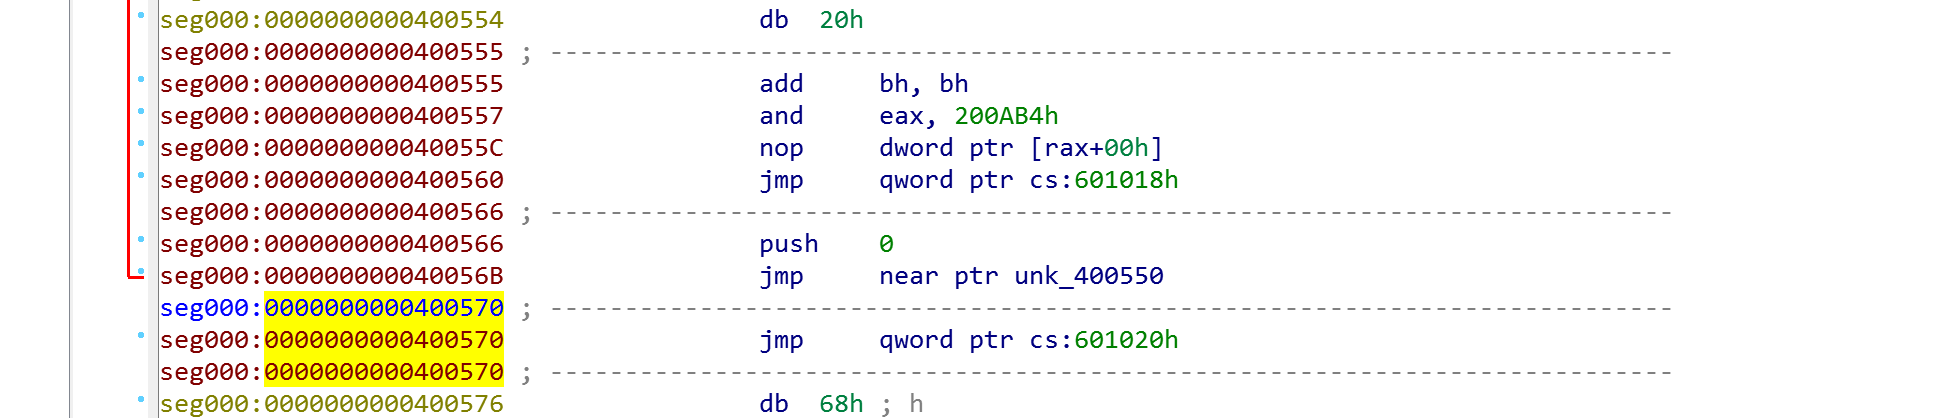 seg000:0000000000400554 db 20h
seg000:0000000000400555 ; ---------------------------------------------------------------------------
seg000:0000000000400555 add bh, bh
seg000:0000000000400557 and eax, 200AB4h
seg000:000000000040055C nop dword ptr [rax+00h]
seg000:0000000000400560 jmp qword ptr cs:601018h
seg000:0000000000400566 ; ---------------------------------------------------------------------------
seg000:0000000000400566 push 0
seg000:000000000040056B jmp near ptr unk_400550
seg000:0000000000400570 ; ---------------------------------------------------------------------------
seg000:0000000000400570 jmp qword ptr cs:601020h
seg000:0000000000400570 ; ---------------------------------------------------------------------------
seg000:0000000000400576 db 68h ; h